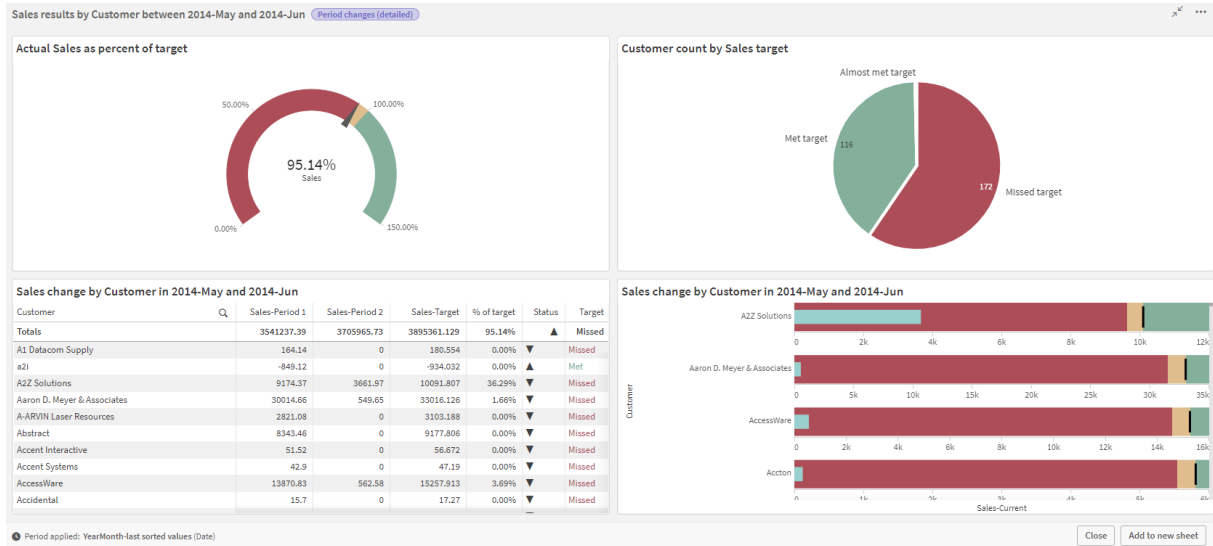 Sales results by Customer between 2014-May and 2014-Jun Period changes (detailed)
Actual Sales as percent of target
50.00% 100.00%
95.14%
Sales
0.00% 150.00%
Customer count by Sales target
Almost met target
Met target 116
172 Missed target
Sales change by Customer in 2014-May and 2014-Jun
Customer Sales-Period 1 Sales-Period 2 Sales-Target % of target Status Target
Totals 3541237.39 3705965.73 3895361.129 95.14% ▲ Missed
A1 Datacom Supply 164.14 0 180.554 0.00% ▼ Missed
a2i -849.12 0 -934.032 0.00% ▲ Met
A2Z Solutions 9174.37 3661.97 10091.807 36.29% ▼ Missed
Aaron D. Meyer & Associates 30014.66 549.65 33016.126 1.66% ▼ Missed
A-ARVIN Laser Resources 2821.08 0 3103.188 0.00% ▼ Missed
Abstract 8343.46 0 9177.806 0.00% ▼ Missed
Accent Interactive 51.52 0 56.672 0.00% ▼ Missed
Accent Systems 42.9 0 47.19 0.00% ▼ Missed
AccessWare 13870.83 562.58 15257.913 3.69% ▼ Missed
Accidental 15.7 0 17.27 0.00% ▼ Missed
Sales change by Customer in 2014-May and 2014-Jun
Customer
A2Z Solutions
0 2k 4k 6k 8k 10k 12k
Aaron D. Meyer & Associates
0 5k 10k 15k 20k 25k 30k 35k
AccessWare
0 2k 4k 6k 8k 10k 12k 14k 16k
Accton
0 1k 2k 3k 4k 5k 6k
Sales-Current
Period applied: YearMonth-last sorted values (Date)
Close Add to new sheet